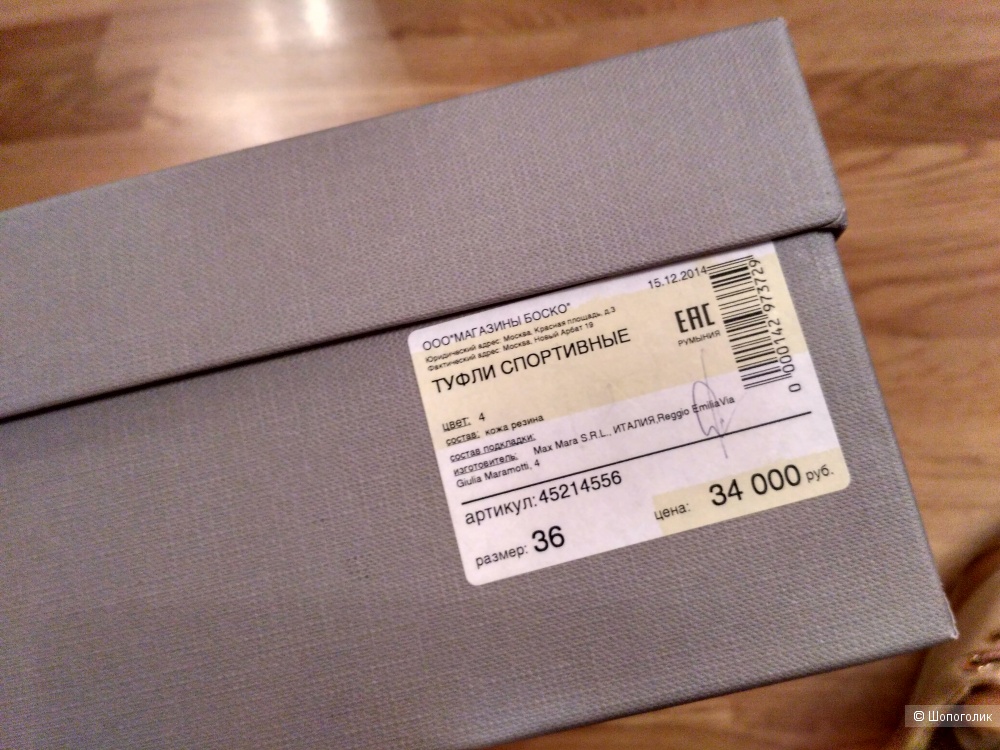 15.12.2014
ООО"МАГАЗИНЫ БОСКО"
Юридический адрес: Москва, Красная площадь, д.3
Фактический адрес: Москва, Новый Арбат 19
ТУФЛИ СПОРТИВНЫЕ
ЕАС
РУМЫНИЯ
0 000142 973729
цвет: 4
состав: кожа резина
состав подкладки:
изготовитель: Max Mara S.R.L., ИТАЛИЯ,Reggio EmiliaVia
Giulia Maramotti, 4
артикул:45214556
размер: 36
цена: 34 000 руб.
© Шопоголик